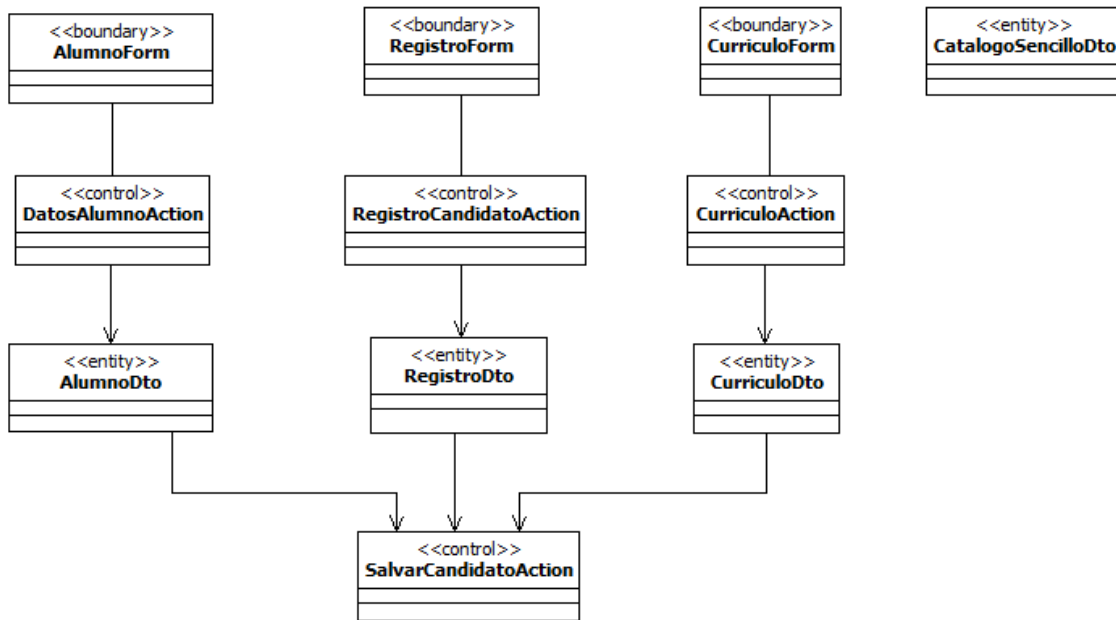 <<boundary>>
AlumnoForm
<<boundary>>
RegistroForm
<<boundary>>
CurriculoForm
<<entity>>
CatalogoSencilloDto
<<control>>
DatosAlumnoAction
<<control>>
RegistroCandidatoAction
<<control>>
CurriculoAction
<<entity>>
AlumnoDto
<<entity>>
RegistroDto
<<entity>>
CurriculoDto
<<control>>
SalvarCandidatoAction